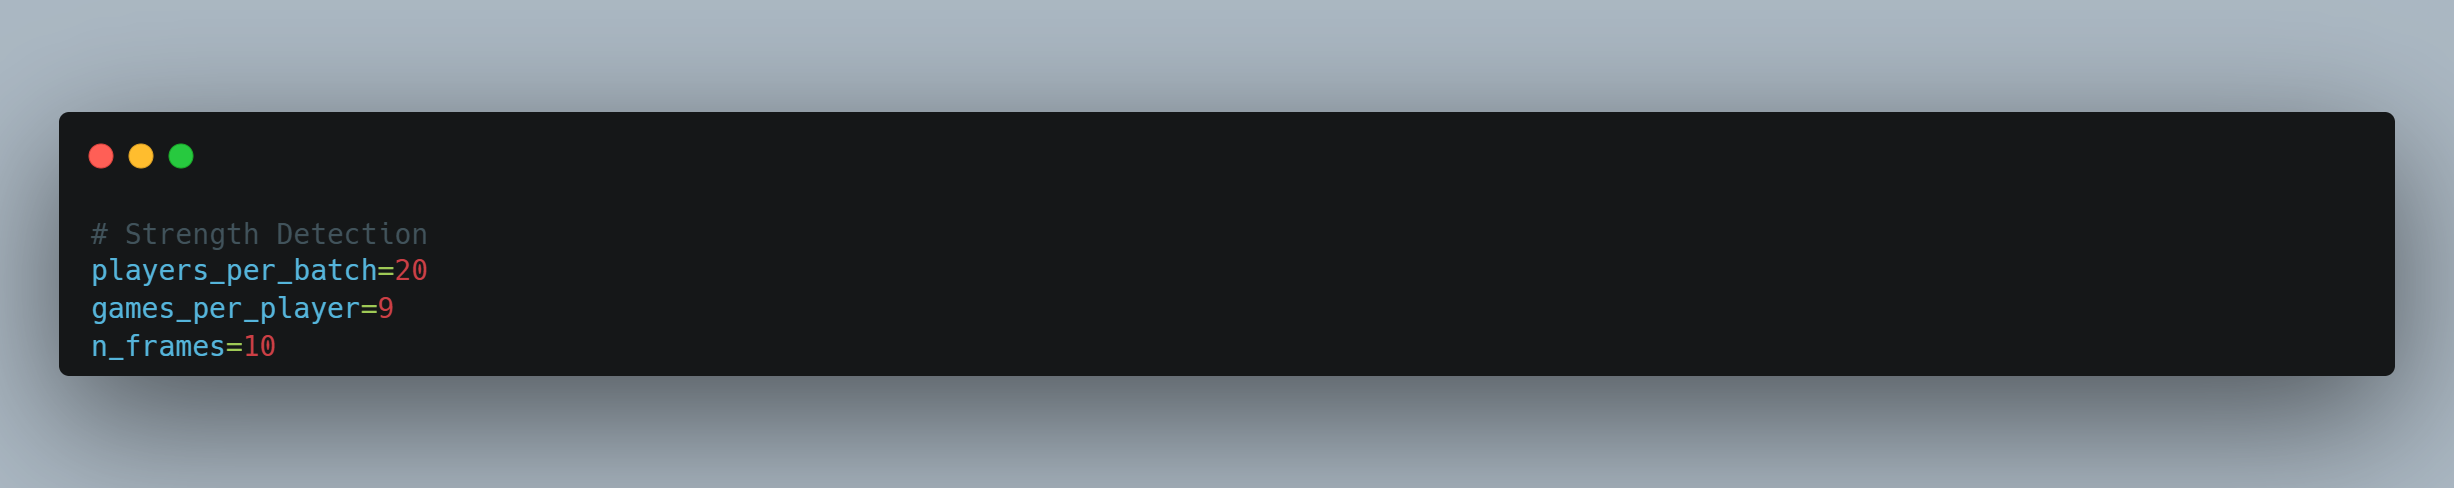 # Strength Detection
players_per_batch=20
games_per_player=9
n_frames=10